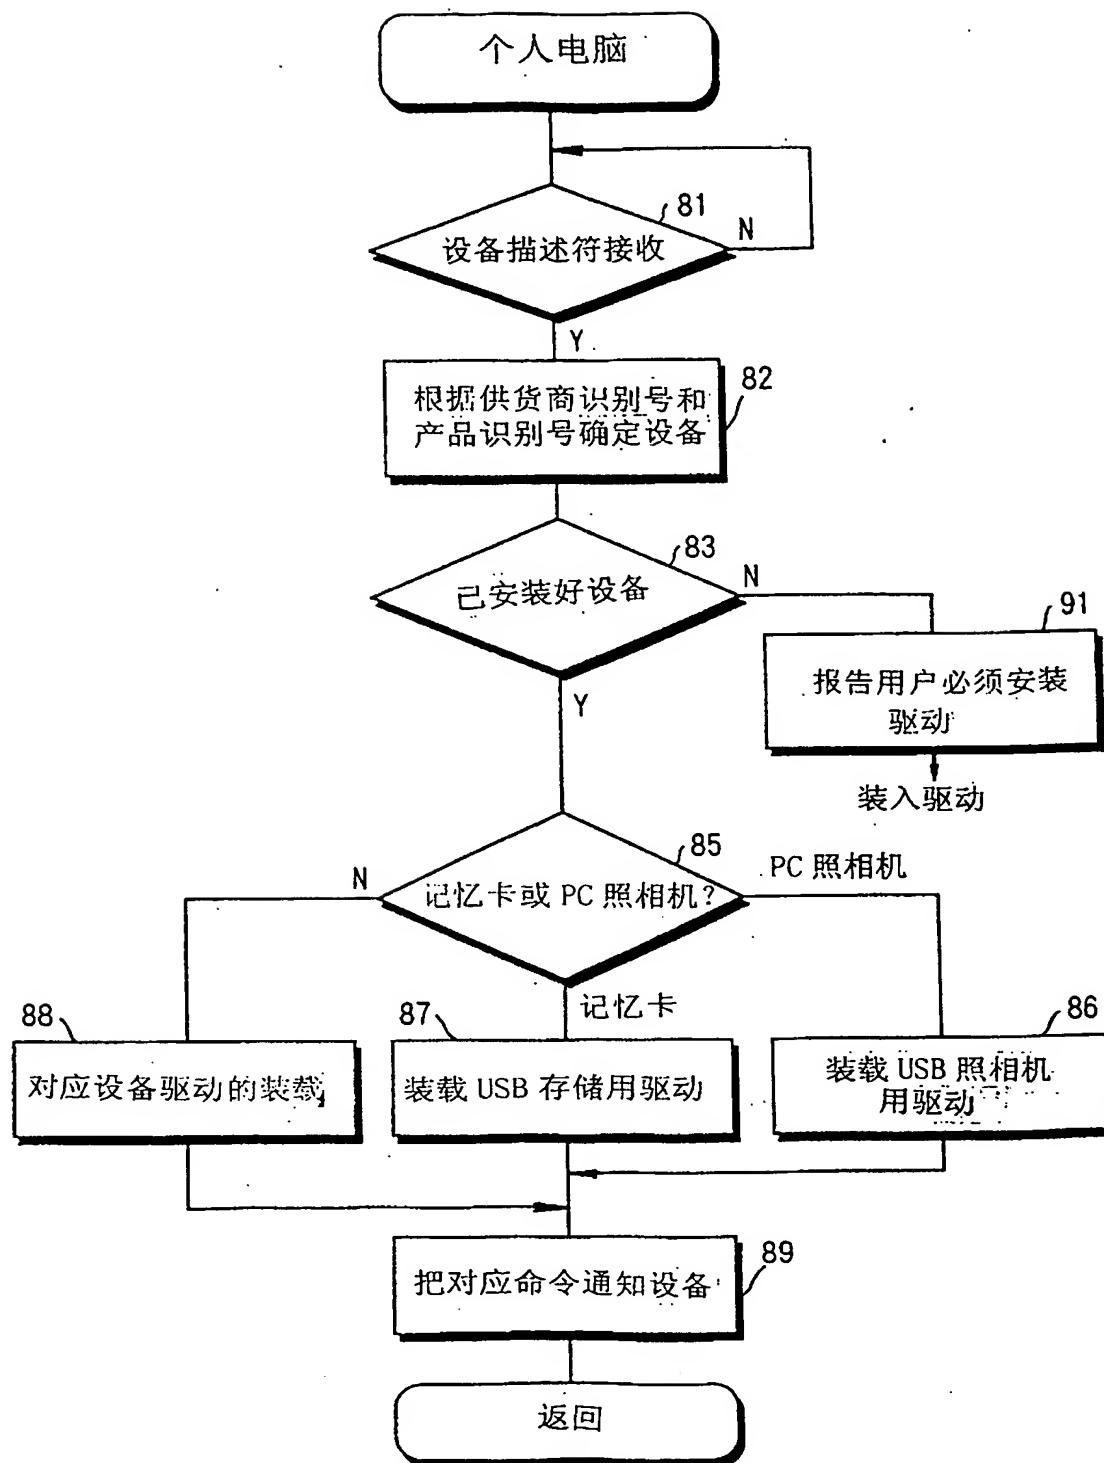 个人电脑
81
N
设备描述符接收
Y
82
根据供货商识别号和
产品识别号确定设备
83
N
已安装好设备
91
Y
报告用户必须安装
驱动
装入驱动
85
N
PC 照相机
记忆卡或 PC 照相机？
记忆卡
88
87
86
对应设备驱动的装载
装载 USB 存储用驱动
装载 USB 照相机
用驱动
89
把对应命令通知设备
返回